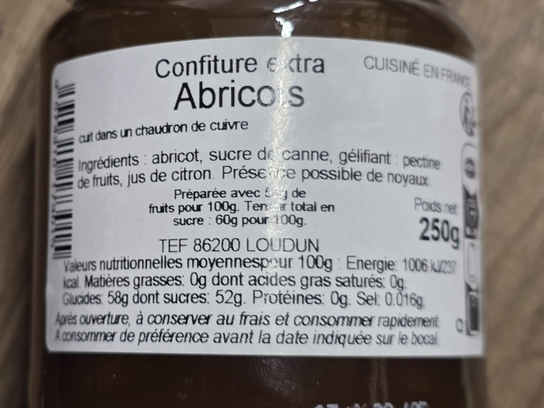 Confiture extra
Abricots
CUISINÉ EN FRANCE
cuit dans un chaudron de cuivre
Ingrédients : abricot, sucre de canne, gélifiant : pectine
de fruits, jus de citron. Présence possible de noyaux.
Préparée avec de
fruits pour 100g. Teneur total en
sucre : 60g pour 100g.
Poids net
250g
TEF 86200 LOUDUN
Valeurs nutritionnelles moyennespour 100g : Energie: 1006 kJ/237
kcal. Matières grasses: 0g dont acides gras saturés: 0g.
Glucides: 58g dont sucres: 52g. Protéines: 0g. Sel: 0.016g.
Après ouverture, à conserver au frais et consommer rapidement
A consommer de préférence avant la date indiquée sur le bocal.